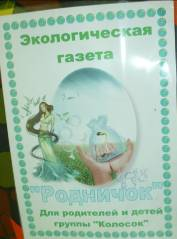 Экологическая
газета
"Родничок"
Для родителей и детей
группы "Колосок"